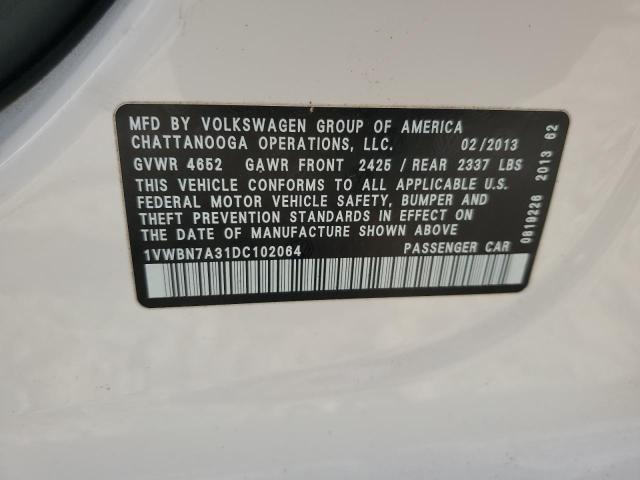 MFD BY VOLKSWAGEN GROUP OF AMERICA
CHATTANOOGA OPERATIONS, LLC. 02/2013
GVWR 4652 GAWR FRONT 2425 / REAR 2337 LBS
THIS VEHICLE CONFORMS TO ALL APPLICABLE U.S.
FEDERAL MOTOR VEHICLE SAFETY, BUMPER AND
THEFT PREVENTION STANDARDS IN EFFECT ON
THE DATE OF MANUFACTURE SHOWN ABOVE
1VWBN7A31DC102064 PASSENGER CAR
0819226 2013 62